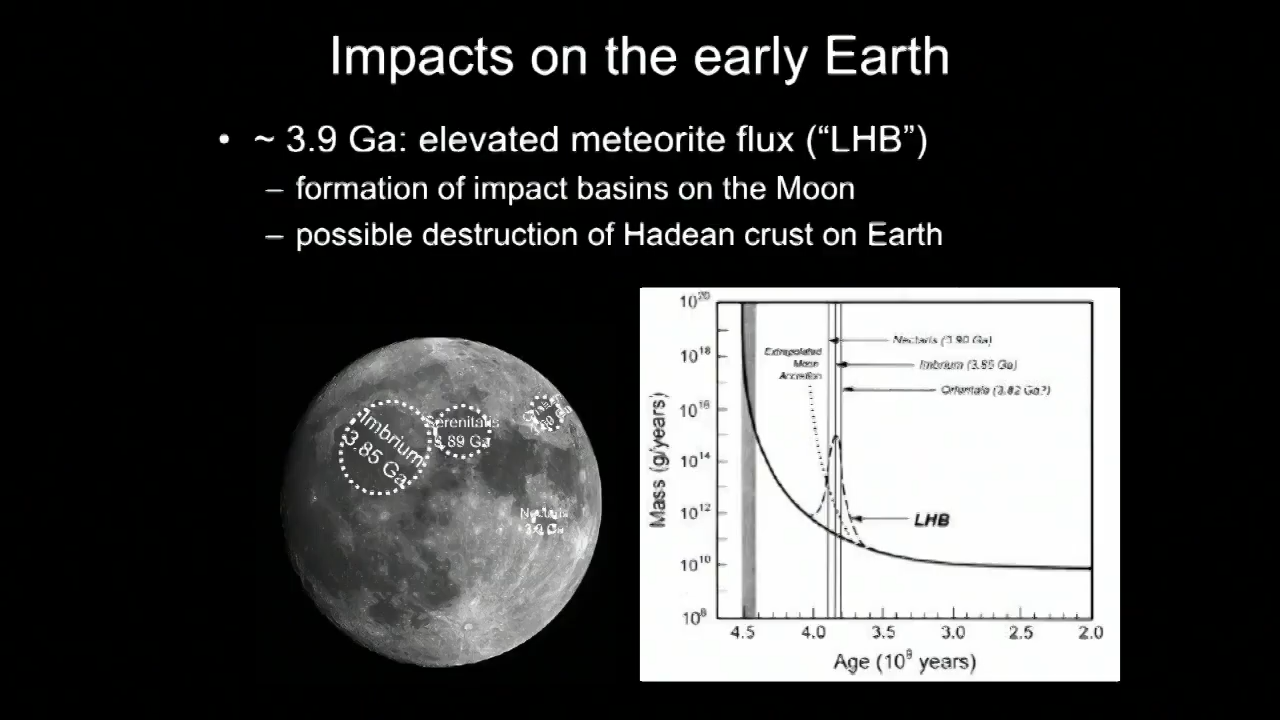 Impacts on the early Earth
• ~ 3.9 Ga: elevated meteorite flux (“LHB”)
– formation of impact basins on the Moon
– possible destruction of Hadean crust on Earth
Imbrium
3.85 Ga
Serenitatis
3.89 Ga
Nectaris
3.9 Ga
10²⁰
10¹⁸
10¹⁶
10¹⁴
10¹²
10¹⁰
10⁸
Mass (g/years)
Extrapolated
Moon
Accretion
Nectaris (3.90 Ga)
Imbrium (3.85 Ga)
Orientale (3.82 Ga?)
LHB
4.5 4.0 3.5 3.0 2.5 2.0
Age (10⁹ years)